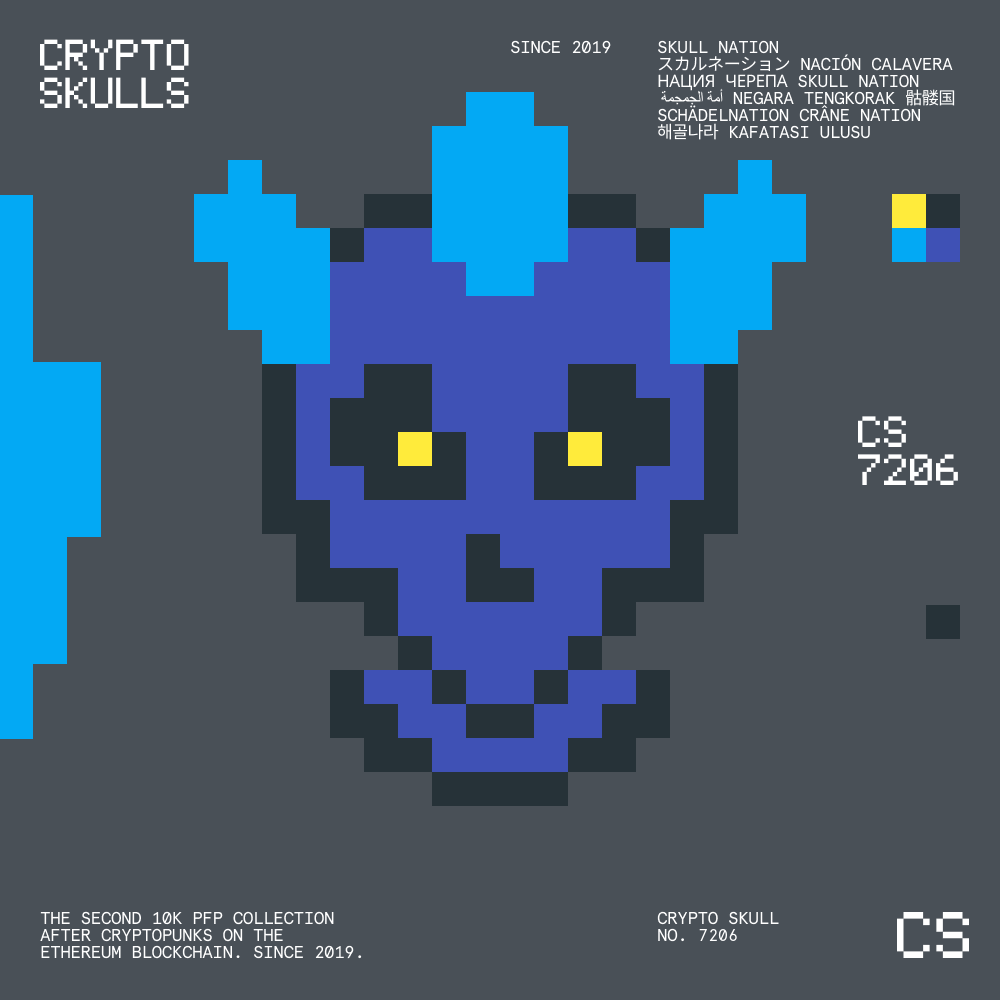 CRYPTO
SKULLS
SINCE 2019
SKULL NATION
スカルネーション NACIÓN CALAVERA
НАЦИЯ ЧЕРЕПА SKULL NATION
أمة الجمجمة NEGARA TENGKORAK 骷髅国
SCHÄDELNATION CRÂNE NATION
해골나라 KAFATASI ULUSU
CS
7206
THE SECOND 10K PFP COLLECTION
AFTER CRYPTOPUNKS ON THE
ETHEREUM BLOCKCHAIN. SINCE 2019.
CRYPTO SKULL
NO. 7206
CS